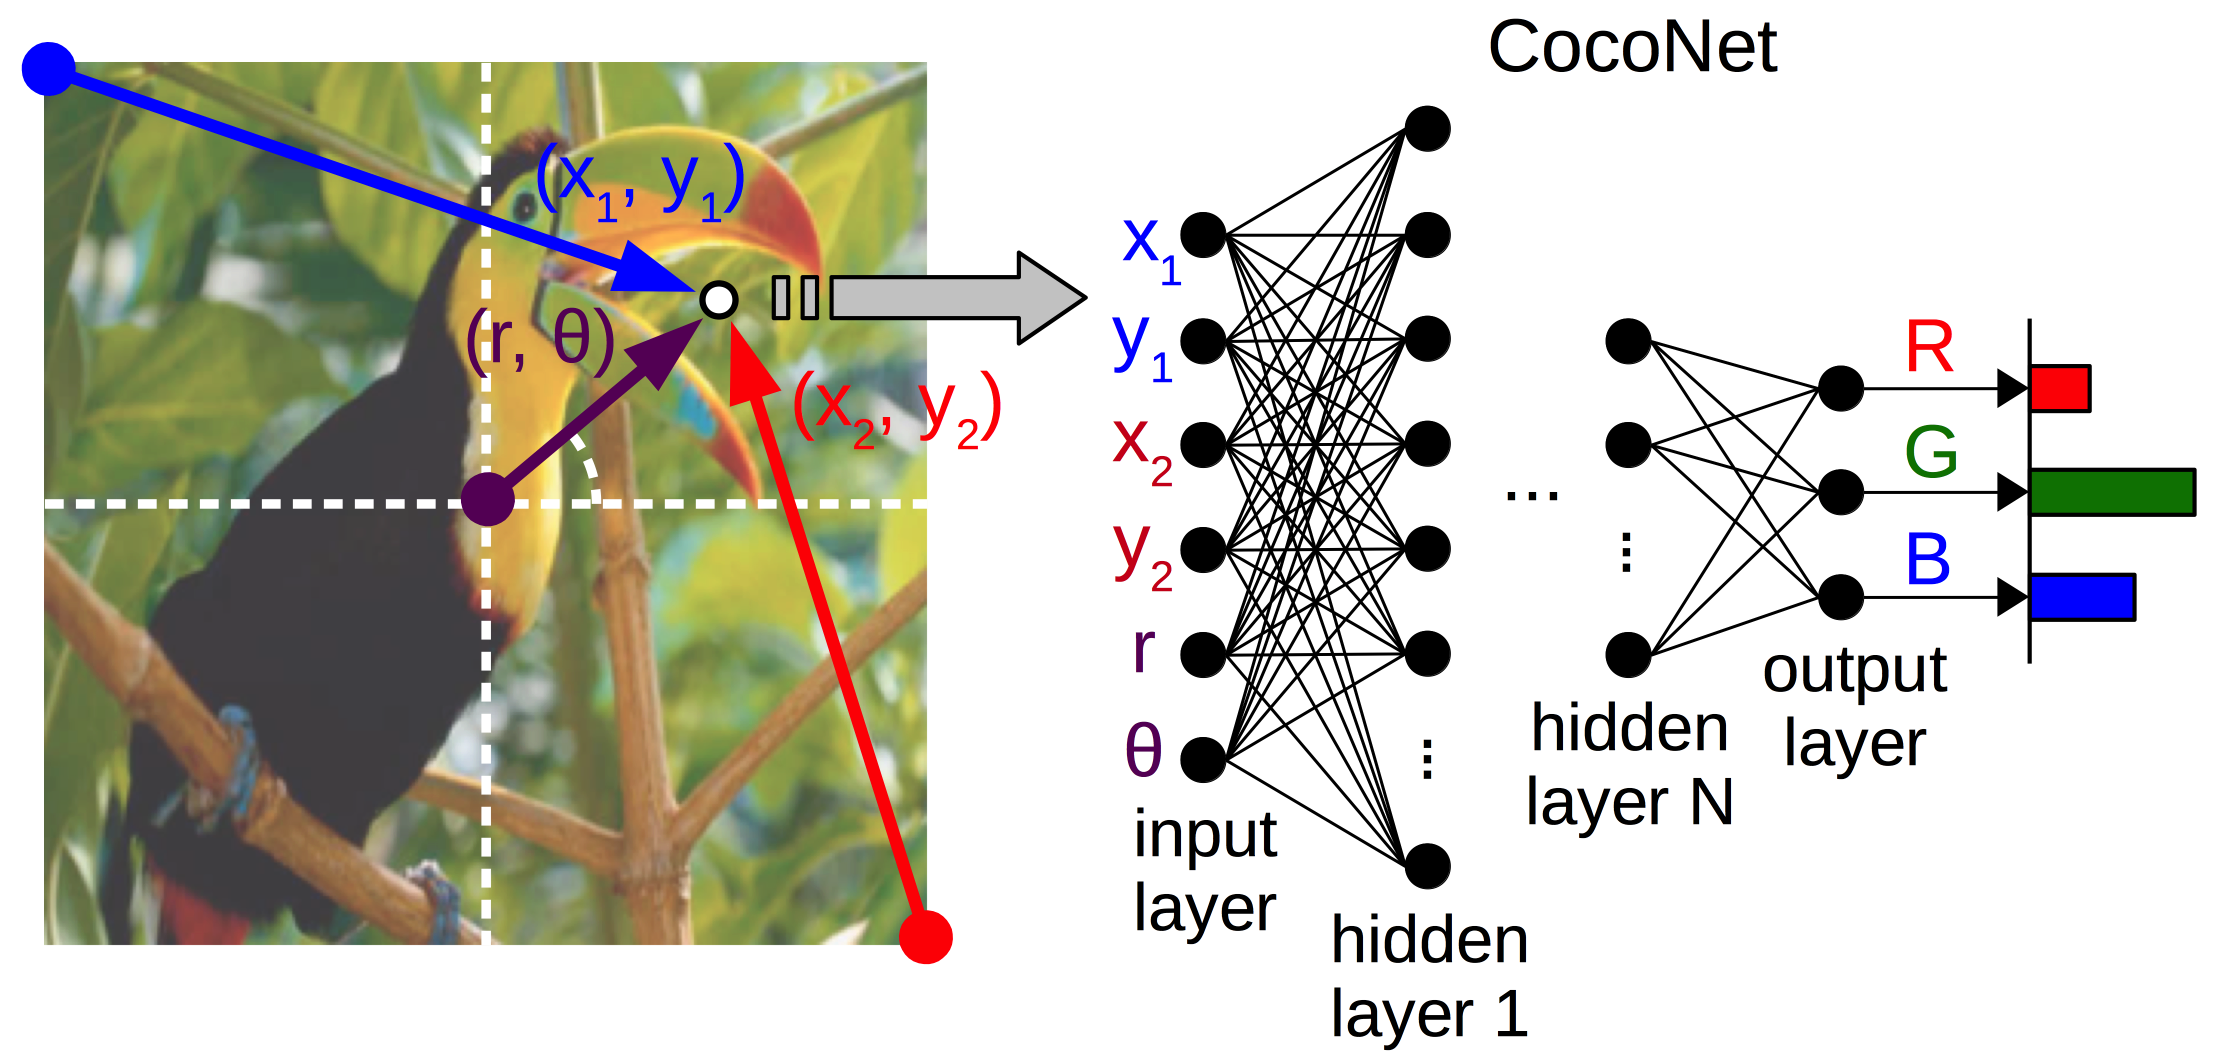 CocoNet
(x1, y1)
(r, θ)
(x2, y2)
x1
y1
x2
y2
r
θ
input
layer
hidden
layer 1
...
hidden
layer N
output
layer
R
G
B